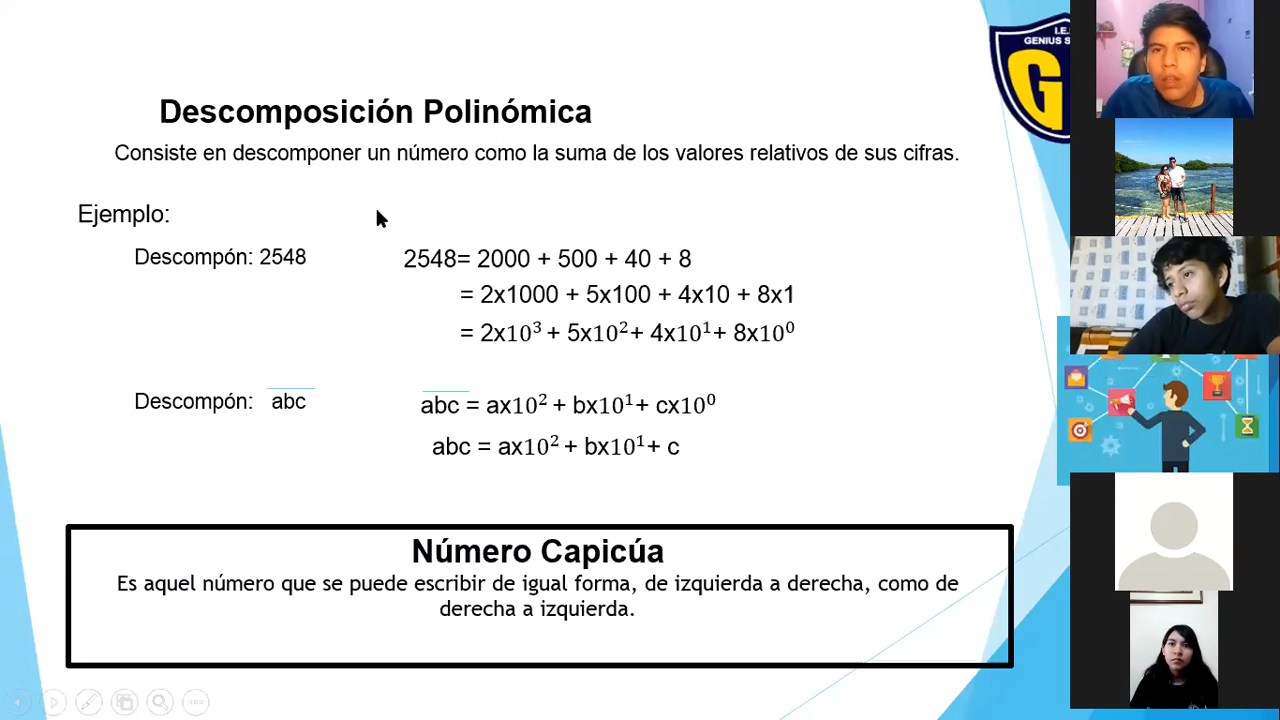 I.E.
GENIUS S
G
Descomposición Polinómica
Consiste en descomponer un número como la suma de los valores relativos de sus cifras.
Ejemplo:
Descompón: 2548
2548= 2000 + 500 + 40 + 8
= 2x1000 + 5x100 + 4x10 + 8x1
= 2x10³ + 5x10²+ 4x10¹+ 8x10⁰
Descompón: a̅b̅c̅
a̅b̅c̅ = ax10² + bx10¹+ cx10⁰
abc = ax10² + bx10¹+ c
Número Capicúa
Es aquel número que se puede escribir de igual forma, de izquierda a derecha, como de
derecha a izquierda.